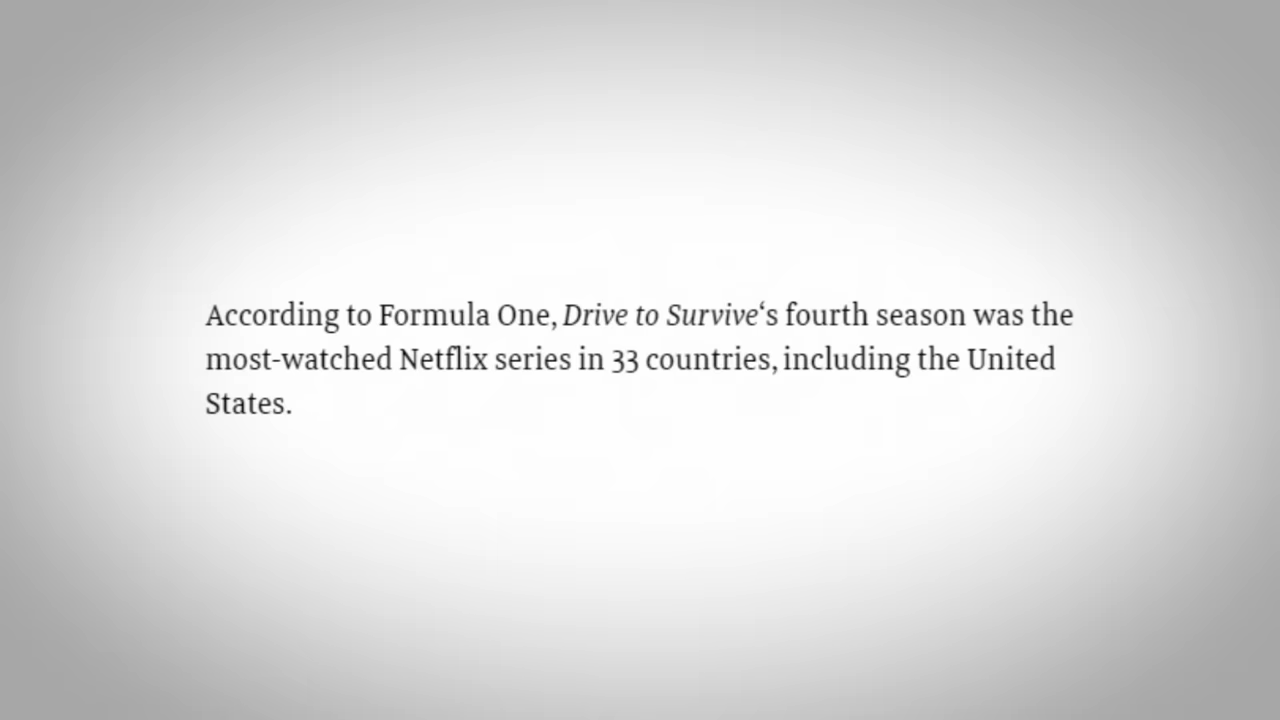 According to Formula One, Drive to Survive‘s fourth season was the
most-watched Netflix series in 33 countries, including the United
States.